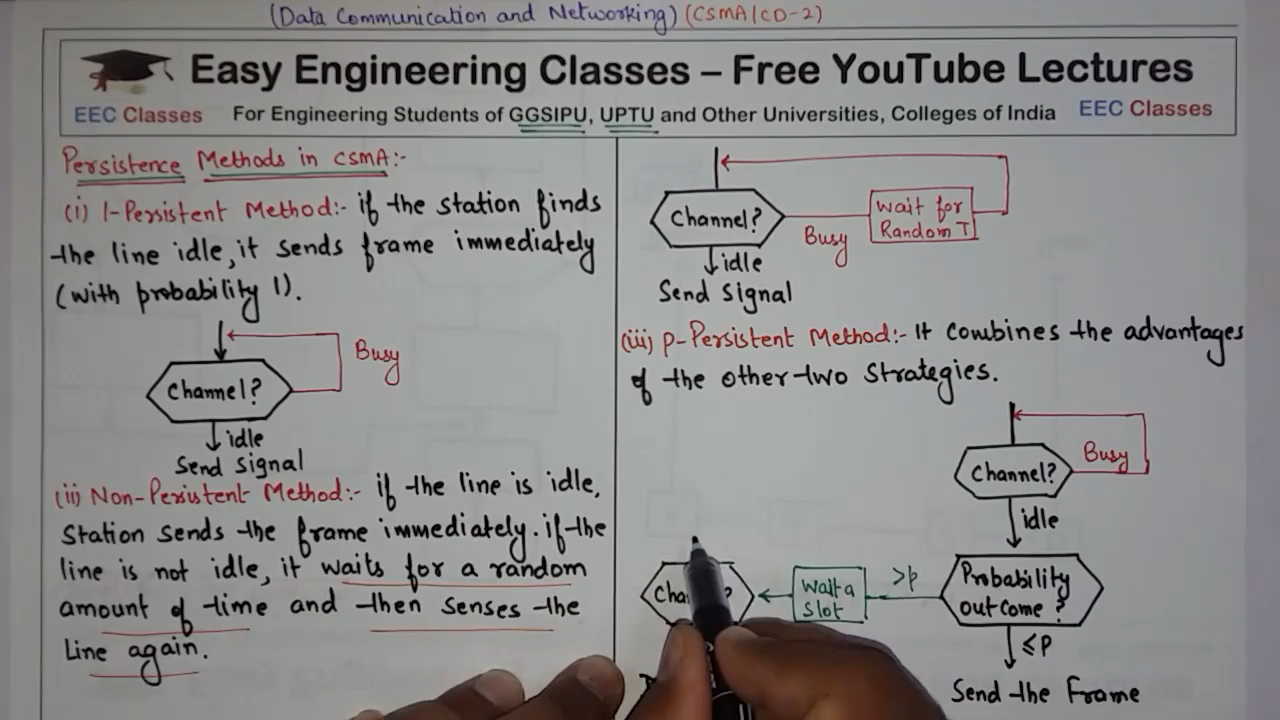 (Data Communication and Networking) (CSMA/CD-2)
Easy Engineering Classes – Free YouTube Lectures
EEC Classes For Engineering Students of GGSIPU, UPTU and Other Universities, Colleges of India EEC Classes
Persistence Methods in CSMA:-
(i) 1-Persistent Method:- if the station finds
the line idle, it sends frame immediately
(with probability 1).
Busy
Channel?
idle
Send Signal
(ii) Non-Persistent Method:- if the line is idle,
Station sends the frame immediately. if the
line is not idle, it waits for a random
amount of time and then senses the
Line again.
Channel?
Busy
Wait for
Random T
idle
Send Signal
(iii) P-Persistent Method:- It combines the advantages
of the other two Strategies.
Channel?
Busy
idle
Probability
outcome?
>P
Wait a
Slot
?
≤P
Send the Frame